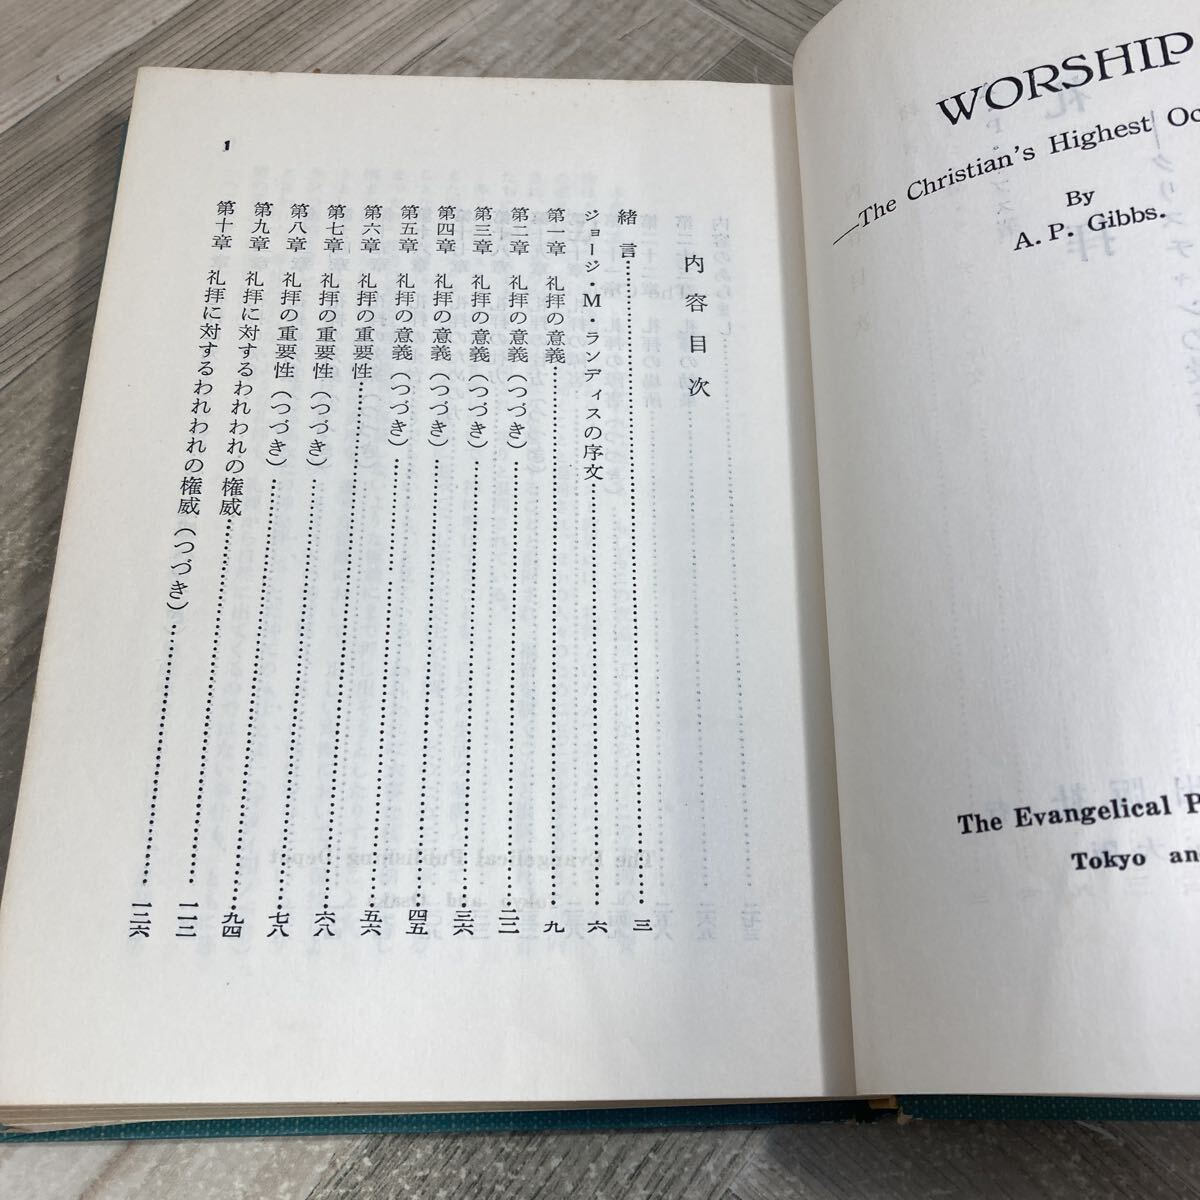 WORSHIP
—The Christian's Highest Oc
By
A. P. Gibbs.
The Evangelical P
Tokyo an
内容目次
緒言…三
ジョージ・M・ランディスの序文…六
第一章 礼拝の意義…九
第二章 礼拝の意義(つづき)…二二
第三章 礼拝の意義(つづき)…三六
第四章 礼拝の意義(つづき)…四五
第五章 礼拝の意義(つづき)…五六
第六章 礼拝の重要性…六八
第七章 礼拝の重要性(つづき)…七八
第八章 礼拝の重要性(つづき)…九四
第九章 礼拝に対するわれわれの権威…一一三
第十章 礼拝に対するわれわれの権威(つづき)…一二六
1